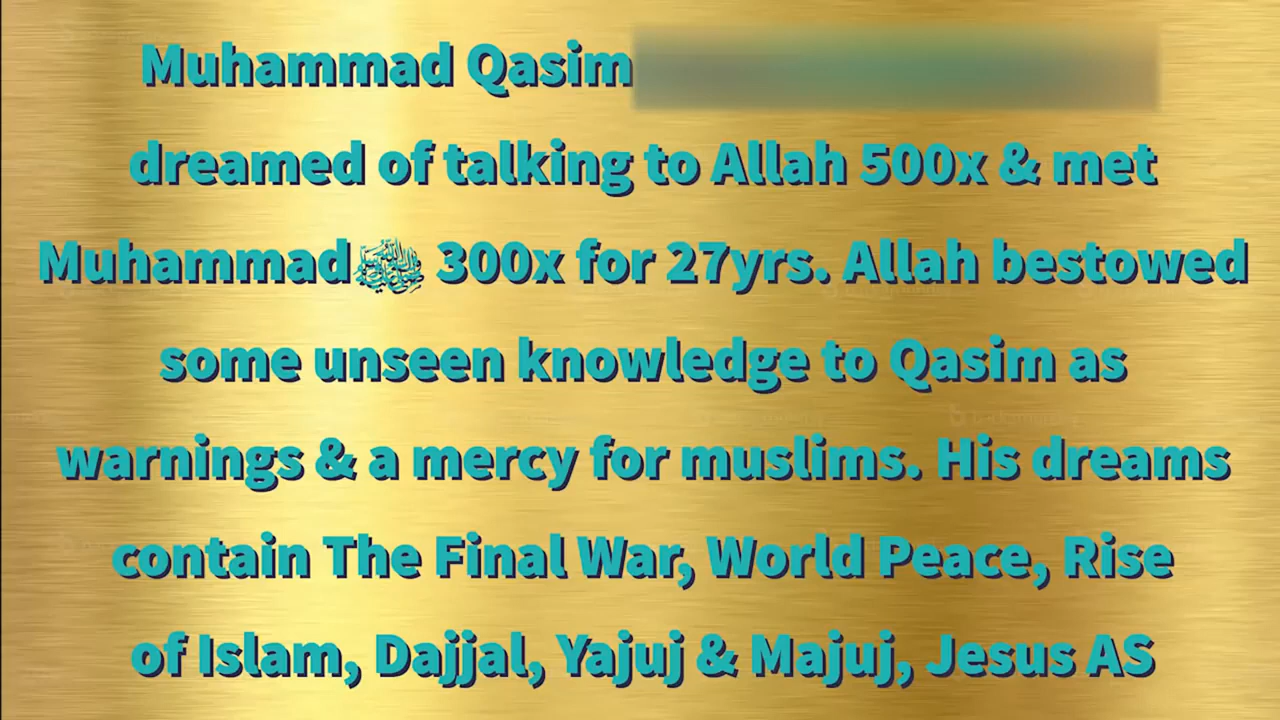 Muhammad Qasim
dreamed of talking to Allah 500x & met
Muhammadﷺ 300x for 27yrs. Allah bestowed
some unseen knowledge to Qasim as
warnings & a mercy for muslims. His dreams
contain The Final War, World Peace, Rise
of Islam, Dajjal, Yajuj & Majuj, Jesus AS